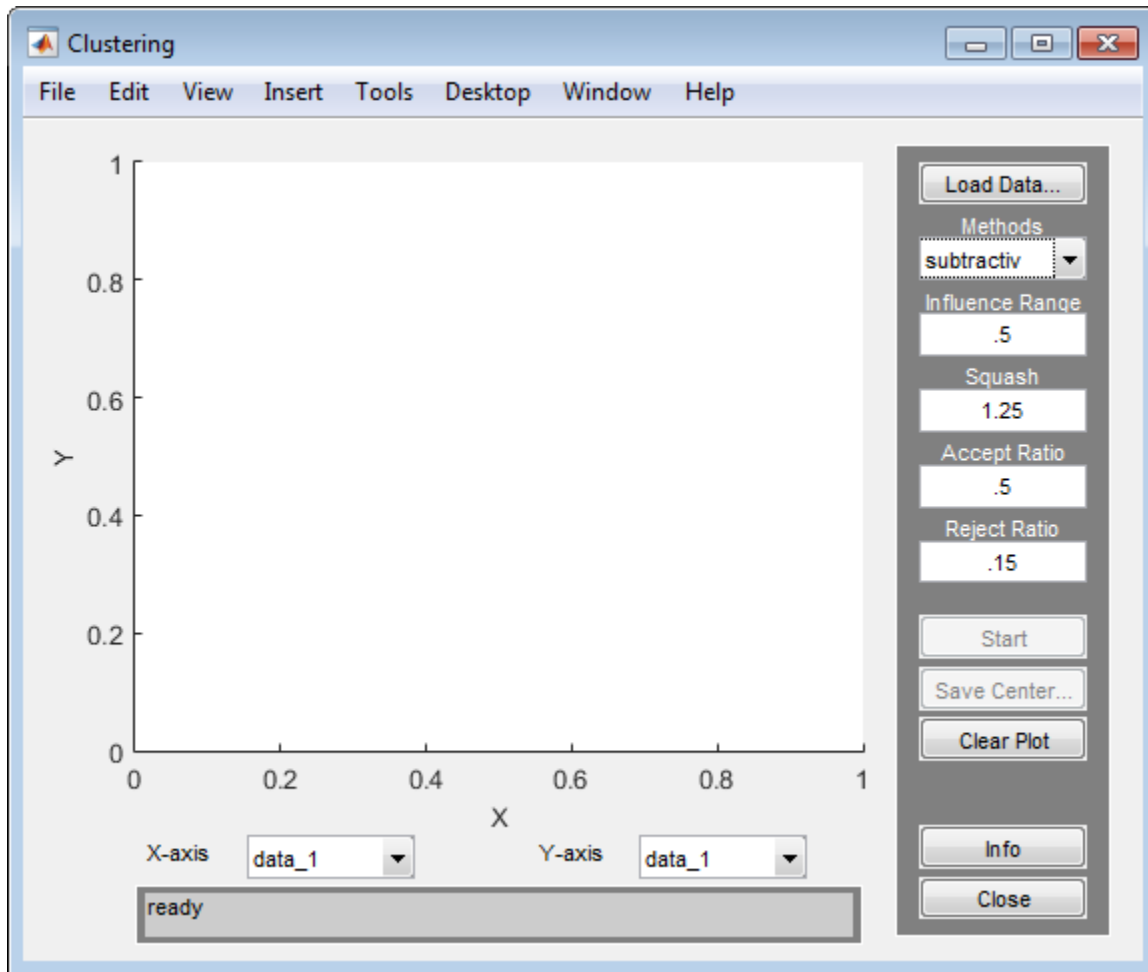 Clustering
File Edit View Insert Tools Desktop Window Help
1
0.8
0.6
0.4
0.2
0
Y
0 0.2 0.4 0.6 0.8 1
X
X-axis data_1 Y-axis data_1
ready
Load Data...
Methods
subtractiv
Influence Range
.5
Squash
1.25
Accept Ratio
.5
Reject Ratio
.15
Start
Save Center...
Clear Plot
Info
Close